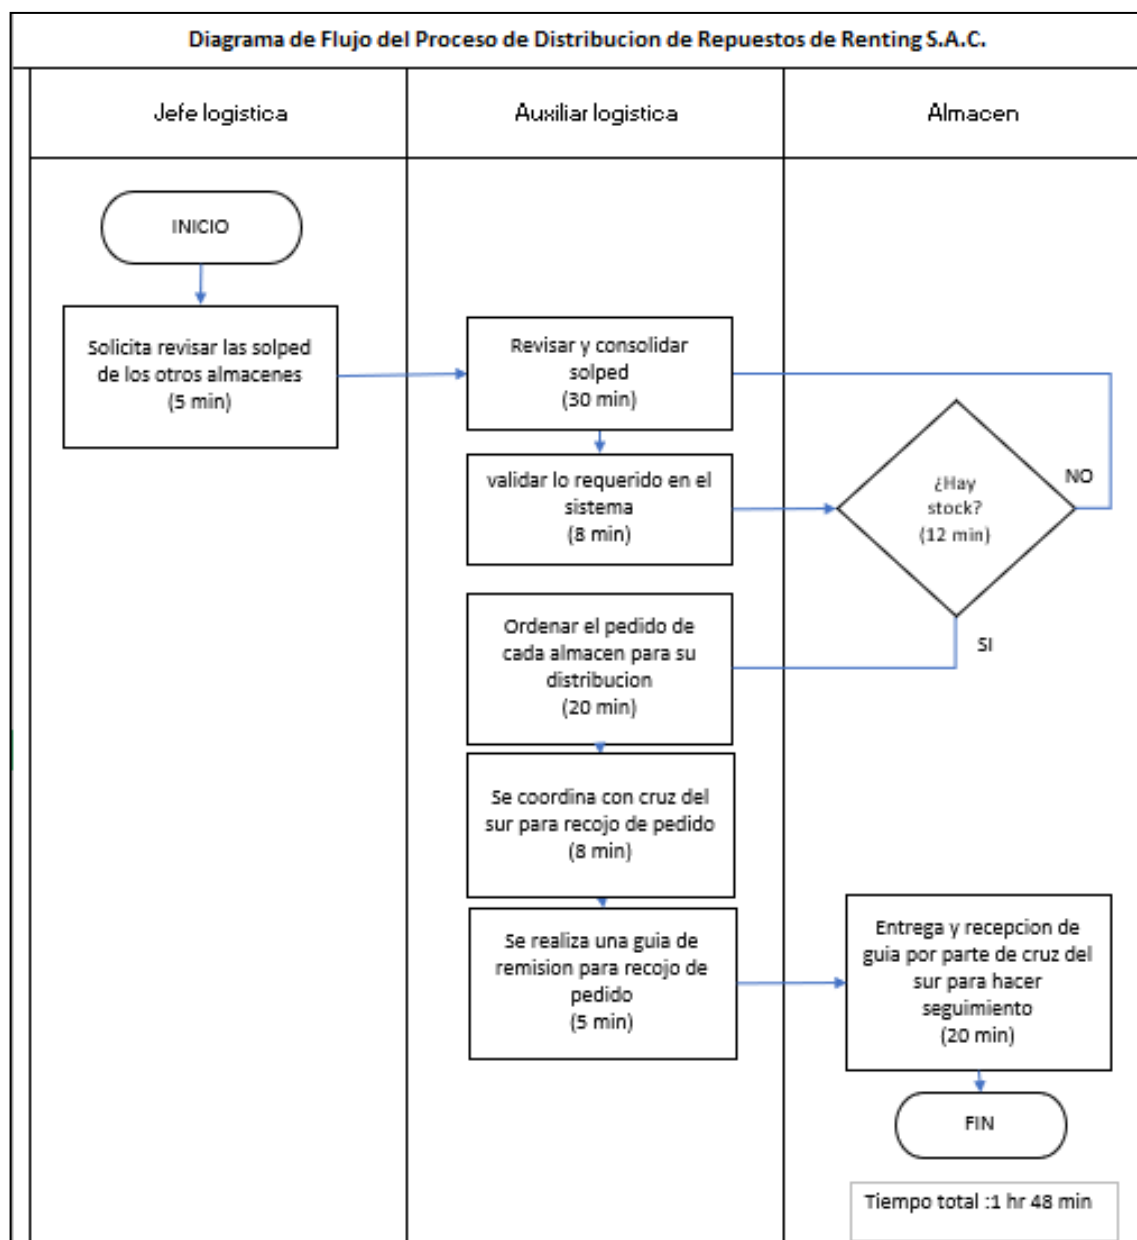 Diagrama de Flujo del Proceso de Distribucion de Repuestos de Renting S.A.C.
Jefe logistica
Auxiliar logistica
Almacen
INICIO
Solicita revisar las solped
de los otros almacenes
(5 min)
Revisar y consolidar
solped
(30 min)
validar lo requerido en el
sistema
(8 min)
¿Hay
stock?
(12 min)
NO
SI
Ordenar el pedido de
cada almacen para su
distribucion
(20 min)
Se coordina con cruz del
sur para recojo de pedido
(8 min)
Se realiza una guia de
remision para recojo de
pedido
(5 min)
Entrega y recepcion de
guia por parte de cruz del
sur para hacer
seguimiento
(20 min)
FIN
Tiempo total :1 hr 48 min